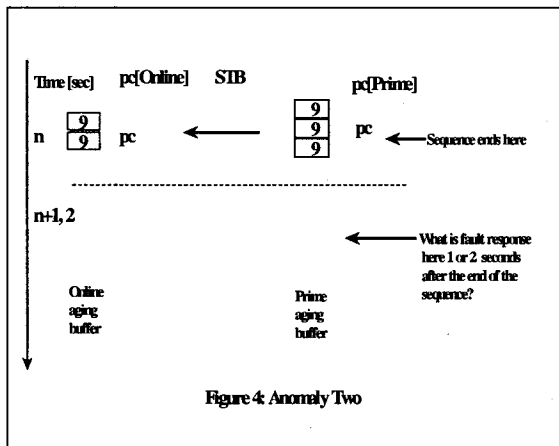 Time [sec]
pc[Online]
STB
pc[Prime]
n
9
9
pc
9
9
9
pc
Sequence ends here
n+1, 2
What is fault response
here 1 or 2 seconds
after the end of the
sequence?
Online
aging
buffer
Prime
aging
buffer
Figure 4: Anomaly Two